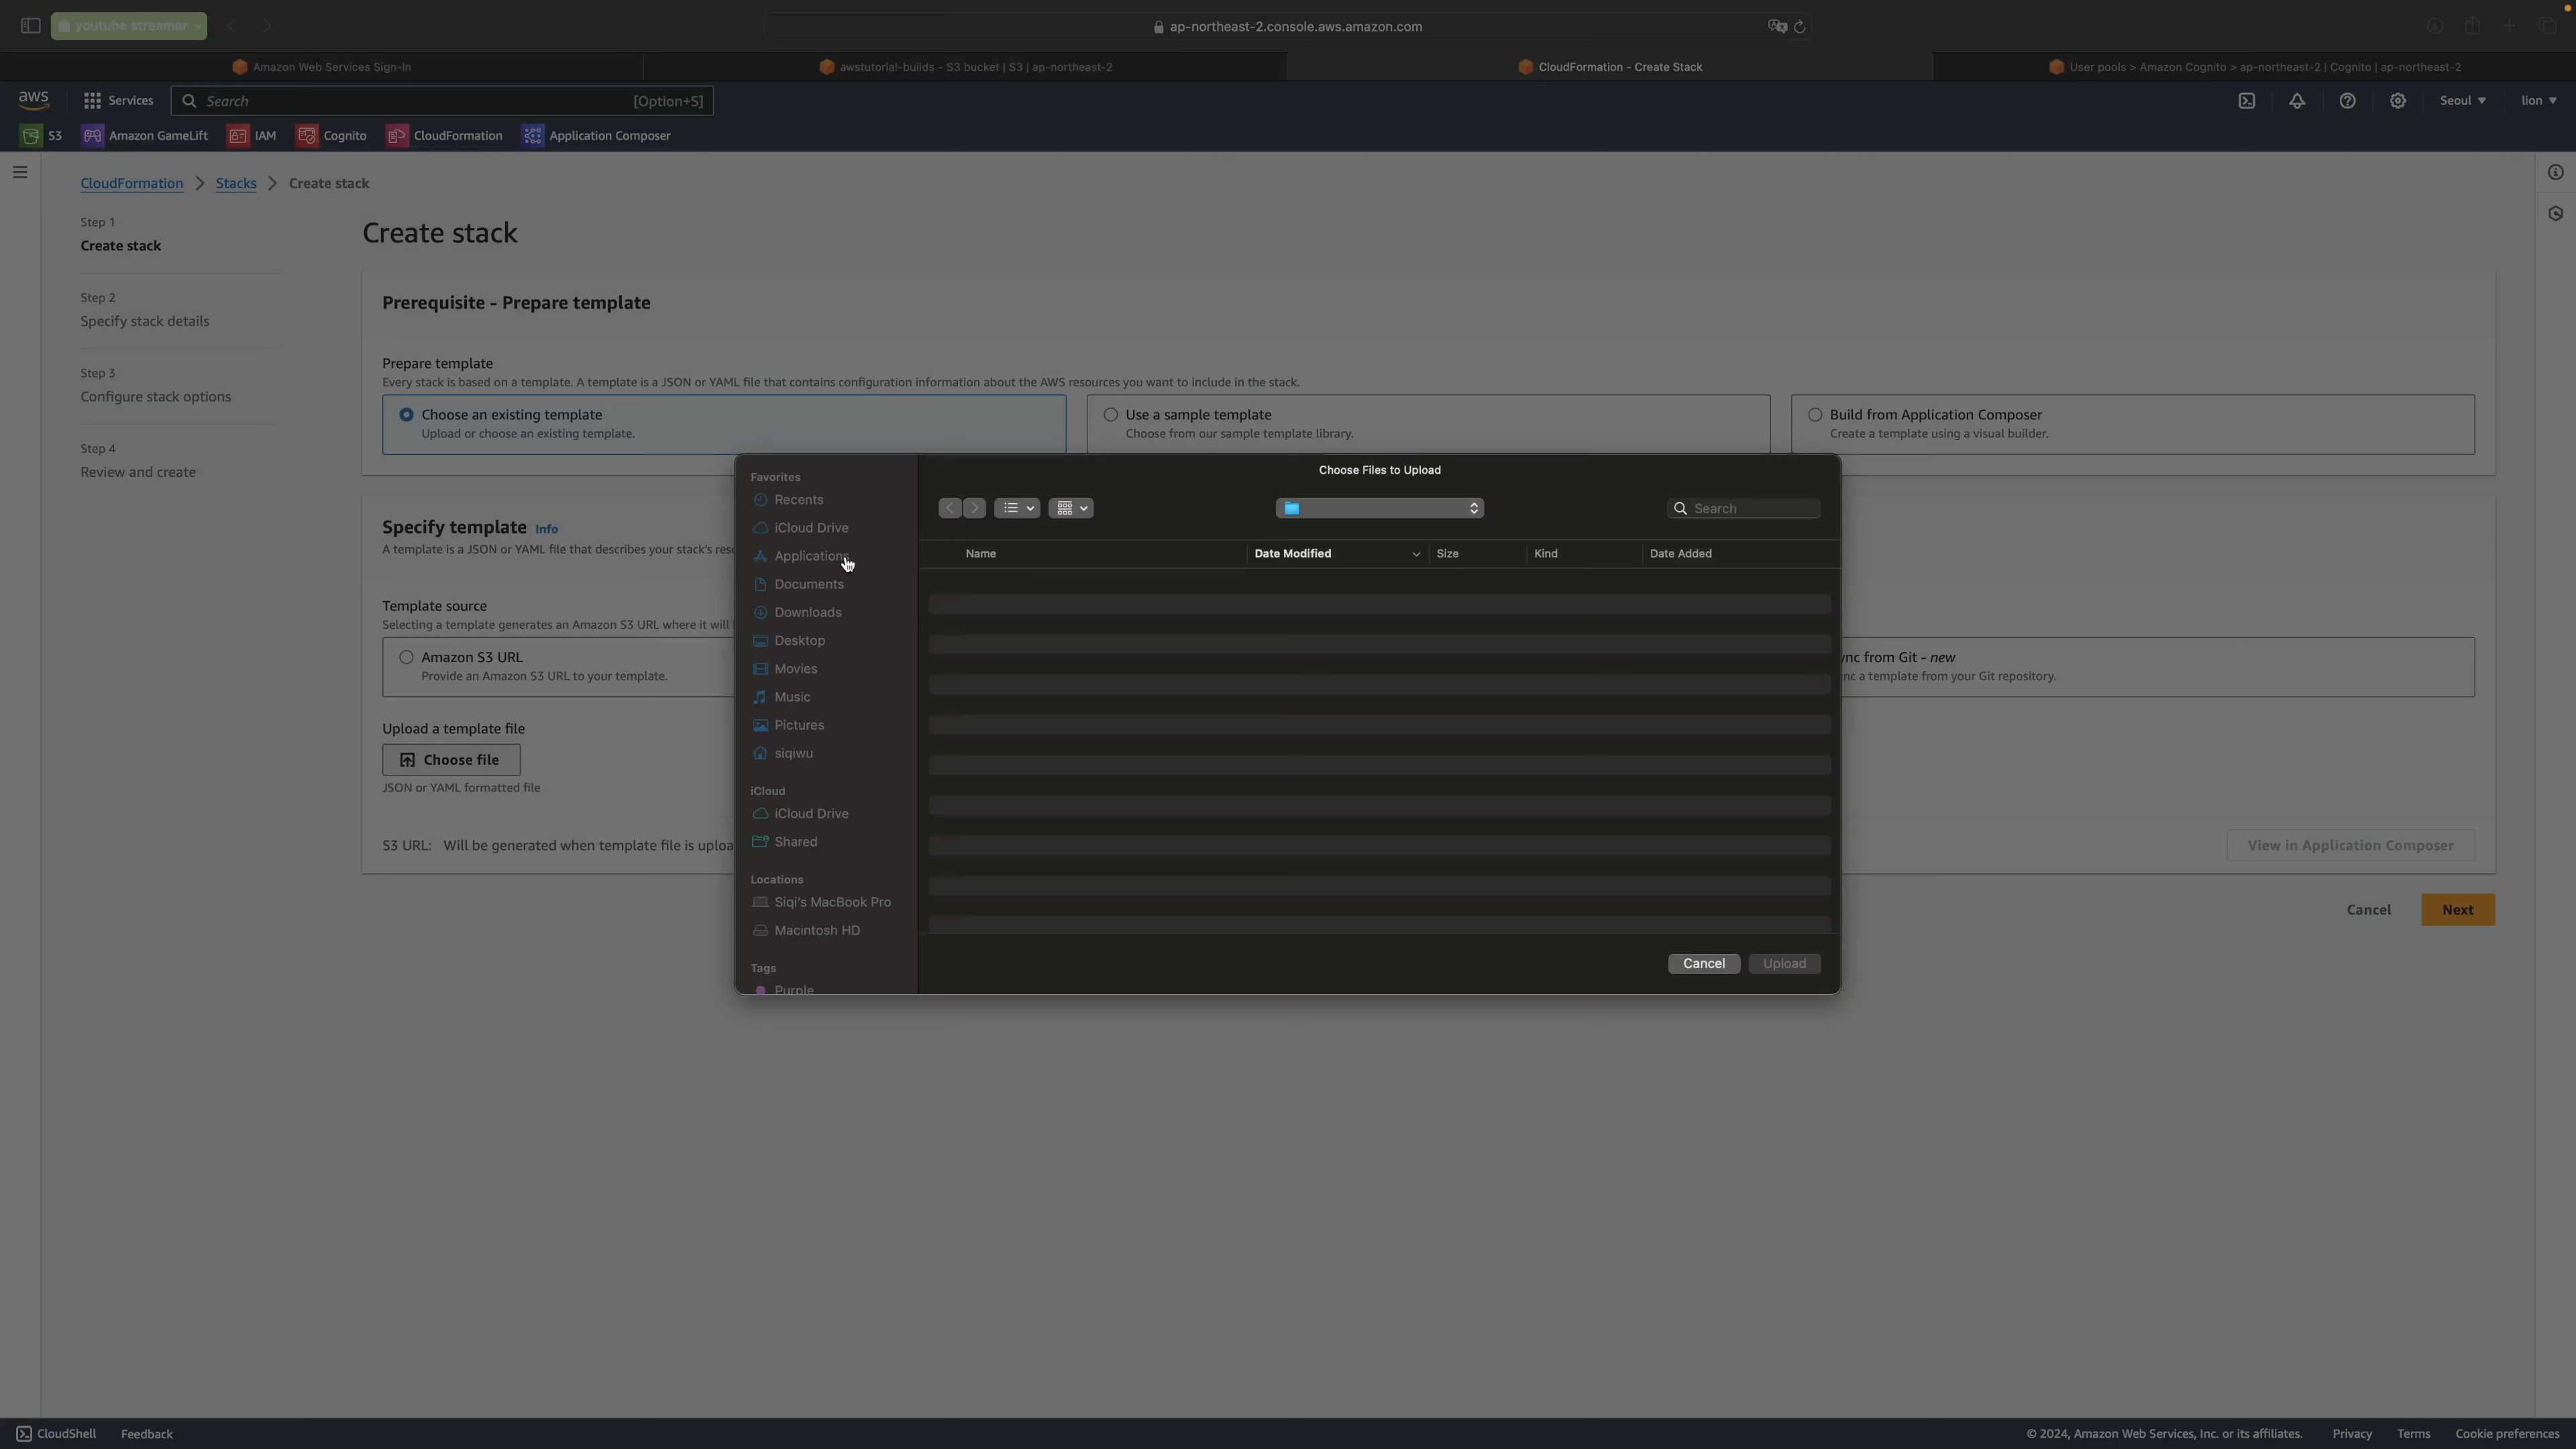 youtube streamer
ap-northeast-2.console.aws.amazon.com
Amazon Web Services Sign-In
awstutorial-builds - S3 bucket | S3 | ap-northeast-2
CloudFormation - Create Stack
User pools > Amazon Cognito > ap-northeast-2 | Cognito | ap-northeast-2
aws
Services
Search
[Option+S]
Seoul
lion
S3
Amazon GameLift
IAM
Cognito
CloudFormation
Application Composer
CloudFormation
Stacks
Create stack
Step 1
Create stack
Step 2
Specify stack details
Step 3
Configure stack options
Step 4
Review and create
Create stack
Prerequisite - Prepare template
Prepare template
Every stack is based on a template. A template is a JSON or YAML file that contains configuration information about the AWS resources you want to include in the stack.
Choose an existing template
Upload or choose an existing template.
Use a sample template
Choose from our sample template library.
Build from Application Composer
Create a template using a visual builder.
Specify template Info
A template is a JSON or YAML file that describes your stack's
Template source
Selecting a template generates an Amazon S3 URL where it will
Amazon S3 URL
Provide an Amazon S3 URL to your template.
from Git - new
a template from your Git repository.
Upload a template file
Choose file
JSON or YAML formatted file
S3 URL: Will be generated when template file is
View in Application Composer
Cancel
Next
Choose Files to Upload
Search
Favorites
Recents
iCloud Drive
Applications
Documents
Downloads
Desktop
Movies
Music
Pictures
siqiwu
iCloud
iCloud Drive
Shared
Locations
Siqi's MacBook Pro
Macintosh HD
Tags
Purple
Name
Date Modified
Size
Kind
Date Added
Cancel
Upload
CloudShell
Feedback
© 2024, Amazon Web Services, Inc. or its affiliates.
Privacy
Terms
Cookie preferences